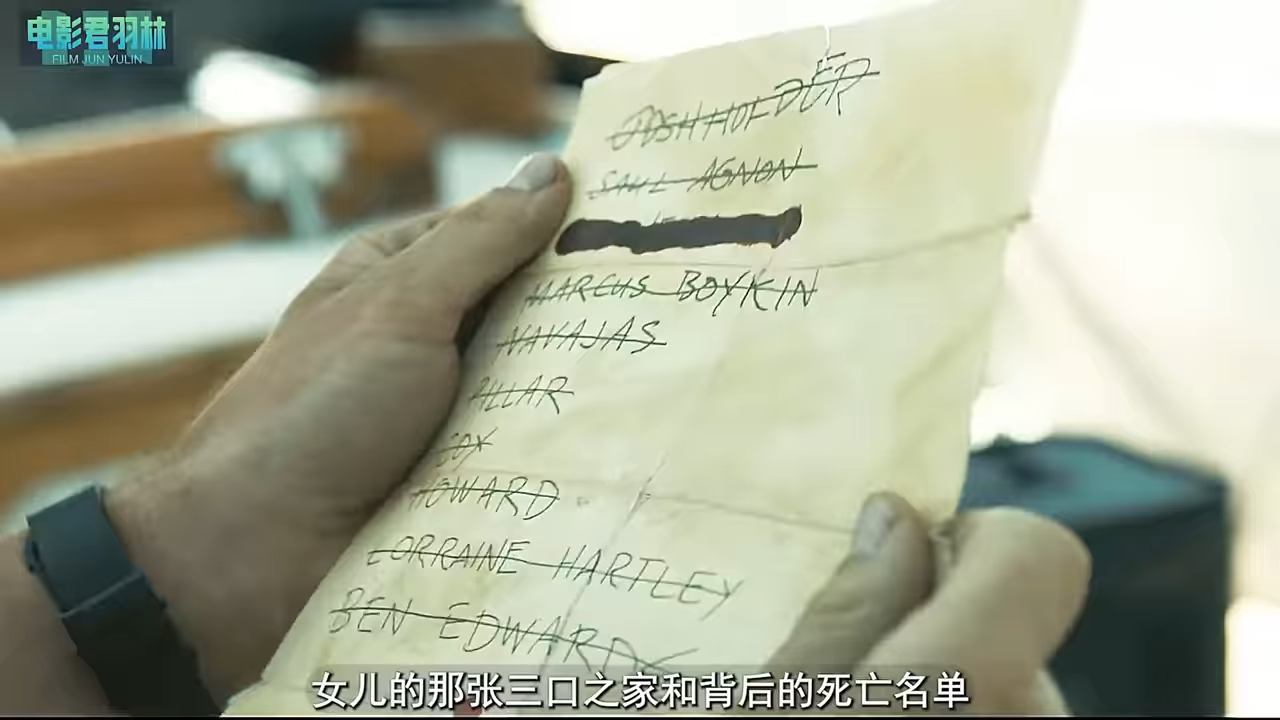 电影君羽林
FILM JUN YULIN
JOSH HOLDER
SAUL AGNON
MARCUS BOYKIN
NAVAJAS
PILLAR
COX
HOWARD
LORRAINE HARTLEY
BEN EDWARDS
女儿的那张三口之家和背后的死亡名单